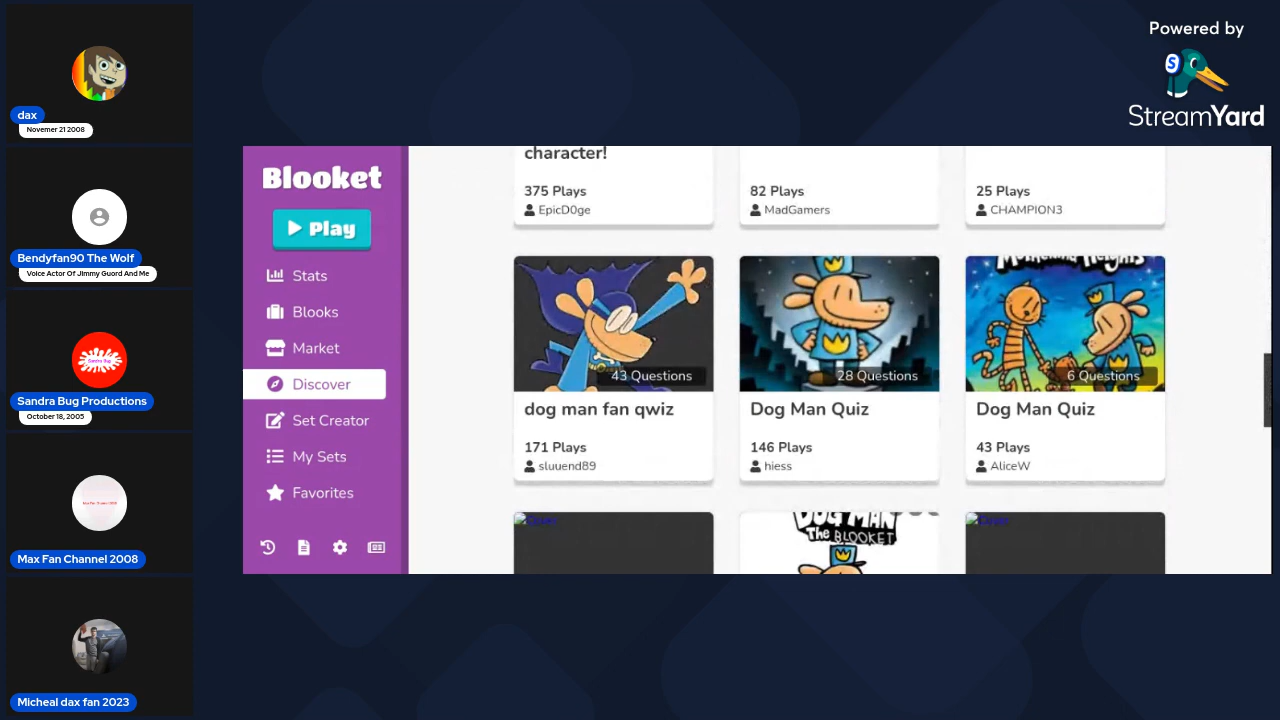 dax
Novemer 21 2008
Bendyfan90 The Wolf
Voice Actor Of Jimmy Guord And Me
Sandra Bug Productions
October 18, 2005
Max Fan Channel 2008
Micheal dax fan 2023
Powered by
S
StreamYard
Blooket
Play
Stats
Blooks
Market
Discover
Set Creator
My Sets
Favorites
character!
375 Plays
EpicD0ge
82 Plays
MadGamers
25 Plays
CHAMPION3
43 Questions
dog man fan qwiz
171 Plays
sluuend89
28 Questions
Dog Man Quiz
146 Plays
hiess
6 Questions
Dog Man Quiz
43 Plays
AliceW
DOG MAN
The BLOOKET